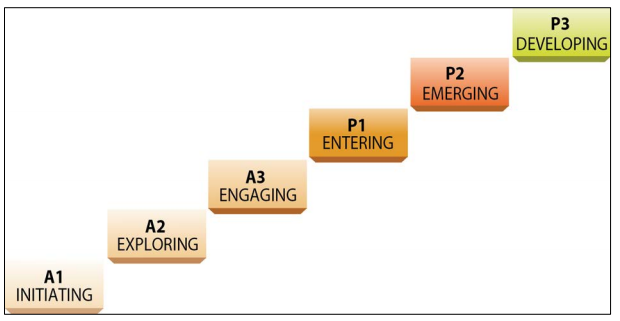 P3
DEVELOPING
P2
EMERGING
P1
ENTERING
A3
ENGAGING
A2
EXPLORING
A1
INITIATING